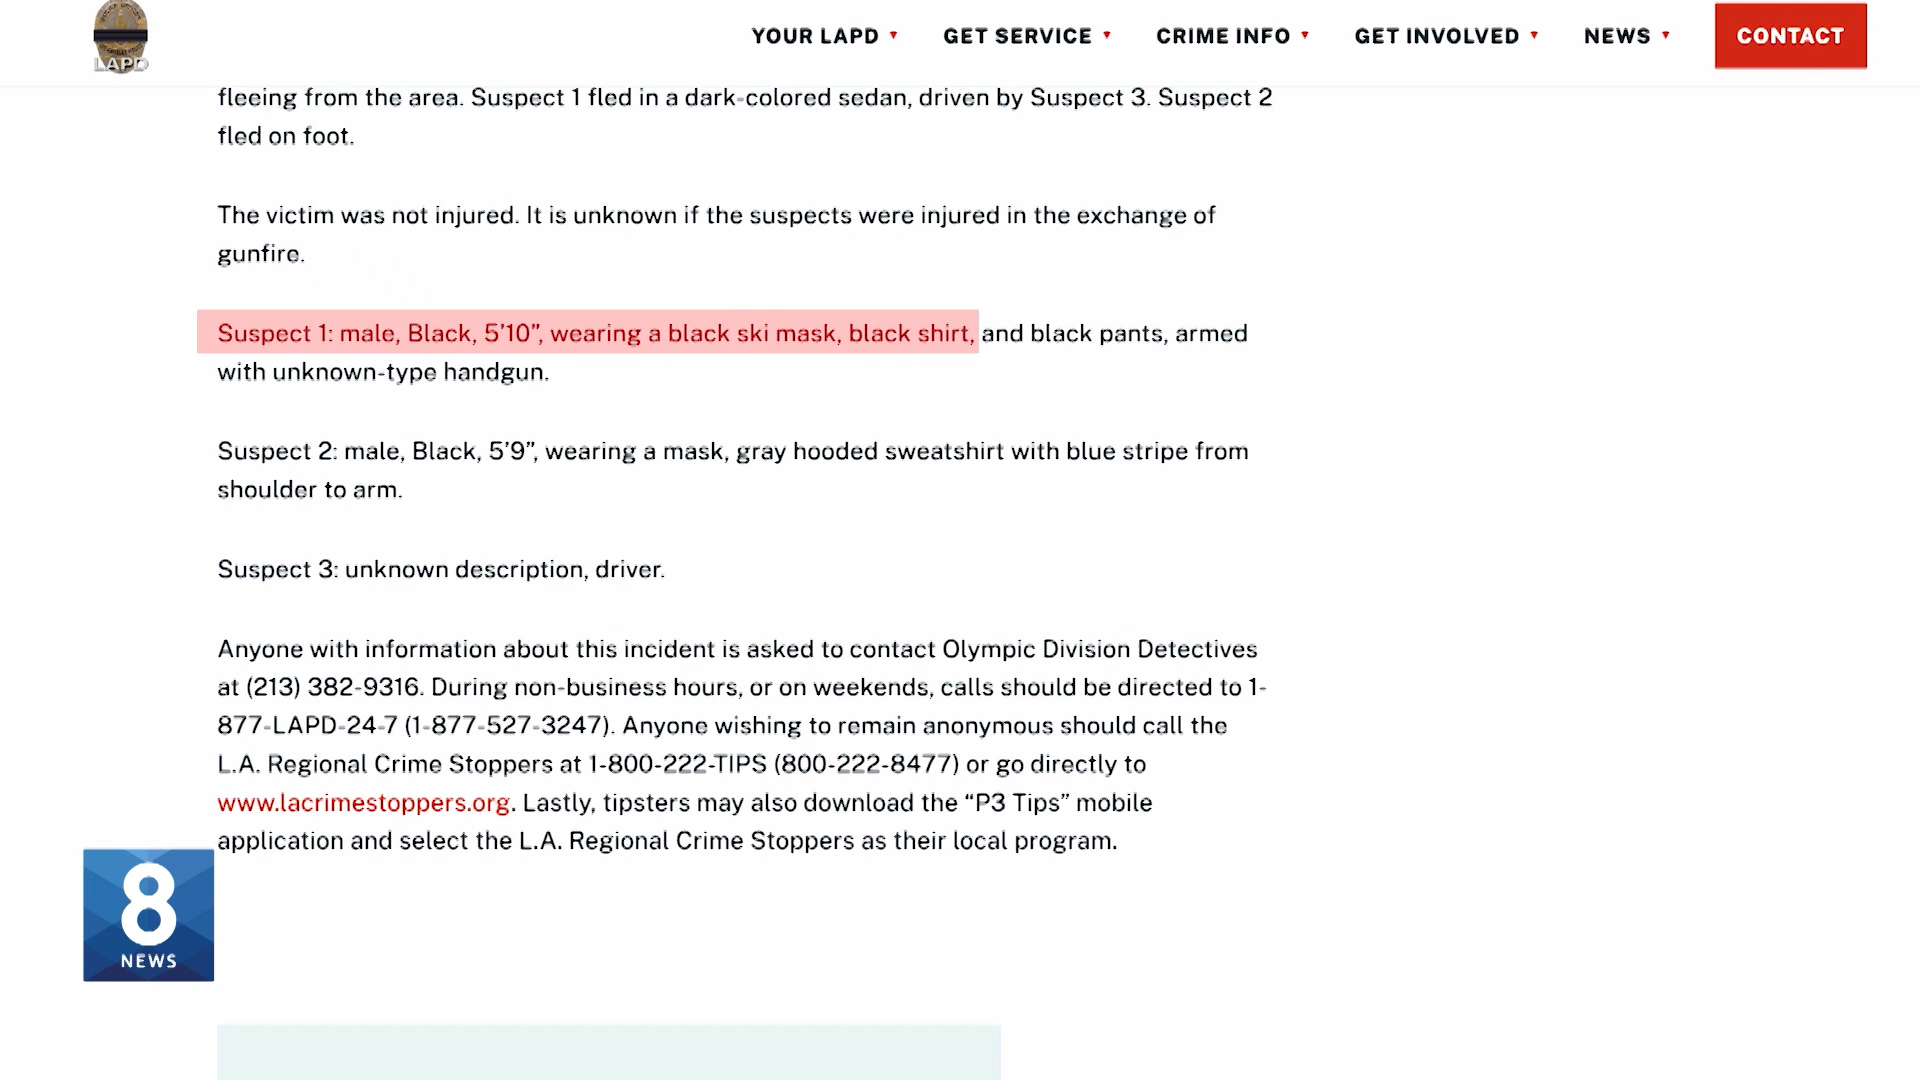 LAPD
YOUR LAPD
GET SERVICE
CRIME INFO
GET INVOLVED
NEWS
CONTACT
fleeing from the area. Suspect 1 fled in a dark-colored sedan, driven by Suspect 3. Suspect 2
fled on foot.
The victim was not injured. It is unknown if the suspects were injured in the exchange of
gunfire.
Suspect 1: male, Black, 5’10”, wearing a black ski mask, black shirt, and black pants, armed
with unknown-type handgun.
Suspect 2: male, Black, 5’9”, wearing a mask, gray hooded sweatshirt with blue stripe from
shoulder to arm.
Suspect 3: unknown description, driver.
Anyone with information about this incident is asked to contact Olympic Division Detectives
at (213) 382-9316. During non-business hours, or on weekends, calls should be directed to 1-
877-LAPD-24-7 (1-877-527-3247). Anyone wishing to remain anonymous should call the
L.A. Regional Crime Stoppers at 1-800-222-TIPS (800-222-8477) or go directly to
www.lacrimestoppers.org. Lastly, tipsters may also download the “P3 Tips” mobile
application and select the L.A. Regional Crime Stoppers as their local program.
8
NEWS